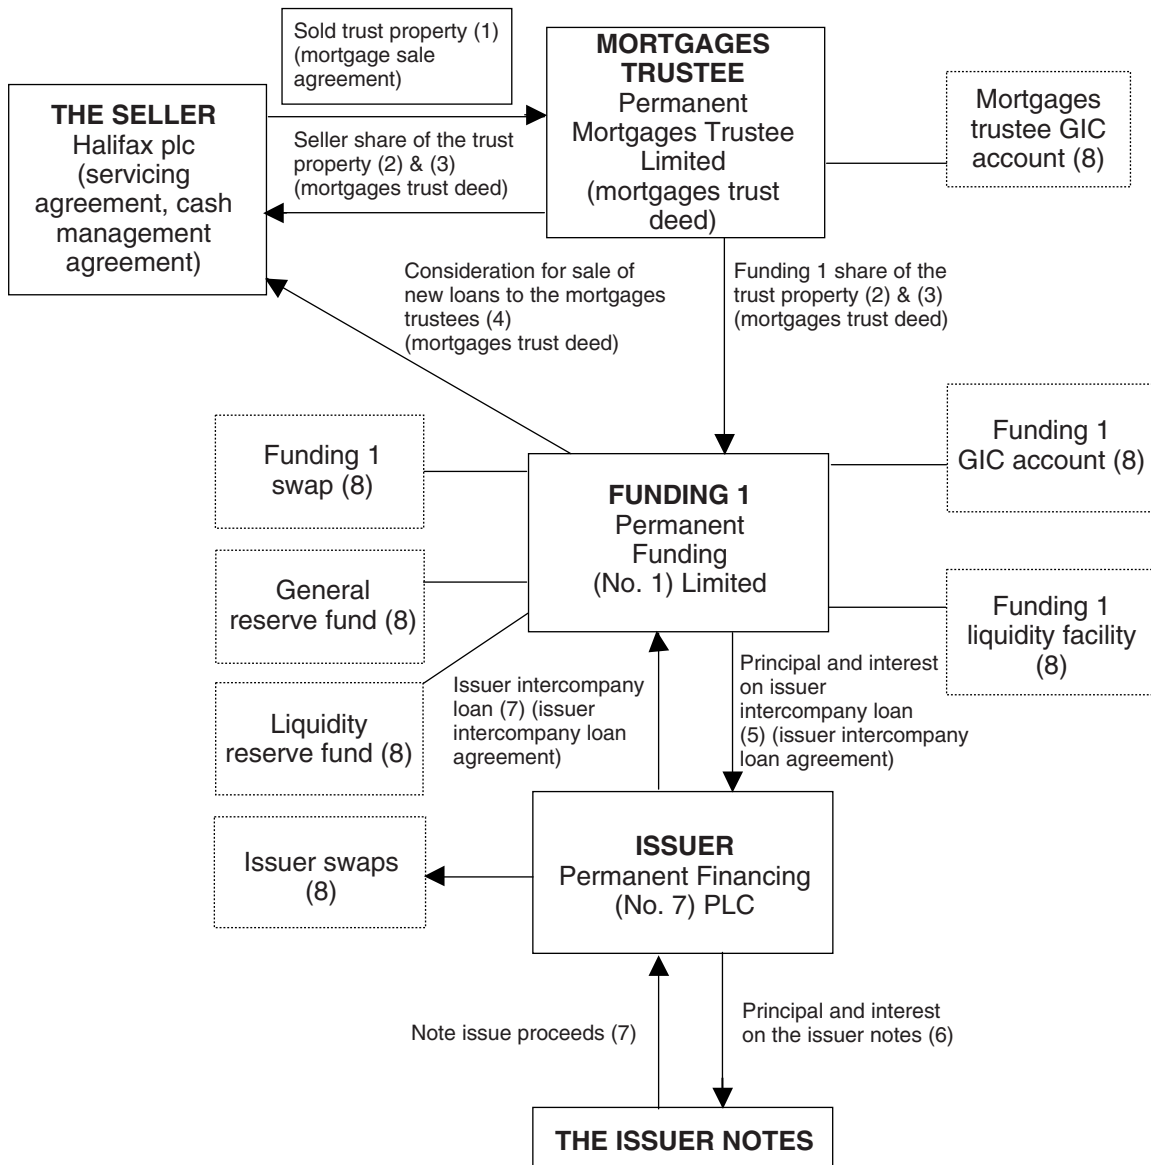 Sold trust property (1)
(mortgage sale
agreement)
MORTGAGES
TRUSTEE
Permanent
Mortgages Trustee
Limited
(mortgages trust
deed)
Mortgages
trustee GIC
account (8)
THE SELLER
Halifax plc
(servicing
agreement, cash
management
agreement)
Seller share of the trust
property (2) & (3)
(mortgages trust deed)
Consideration for sale of
new loans to the mortgages
trustees (4)
(mortgages trust deed)
Funding 1 share of the
trust property (2) & (3)
(mortgages trust deed)
Funding 1
swap (8)
General
reserve fund (8)
Liquidity
reserve fund (8)
FUNDING 1
Permanent
Funding
(No. 1) Limited
Funding 1
GIC account (8)
Funding 1
liquidity facility
(8)
Issuer intercompany
loan (7) (issuer
intercompany loan
agreement)
Principal and interest
on issuer
intercompany loan
(5) (issuer intercompany
loan agreement)
Issuer swaps
(8)
ISSUER
Permanent Financing
(No. 7) PLC
Note issue proceeds (7)
Principal and interest
on the issuer notes (6)
THE ISSUER NOTES